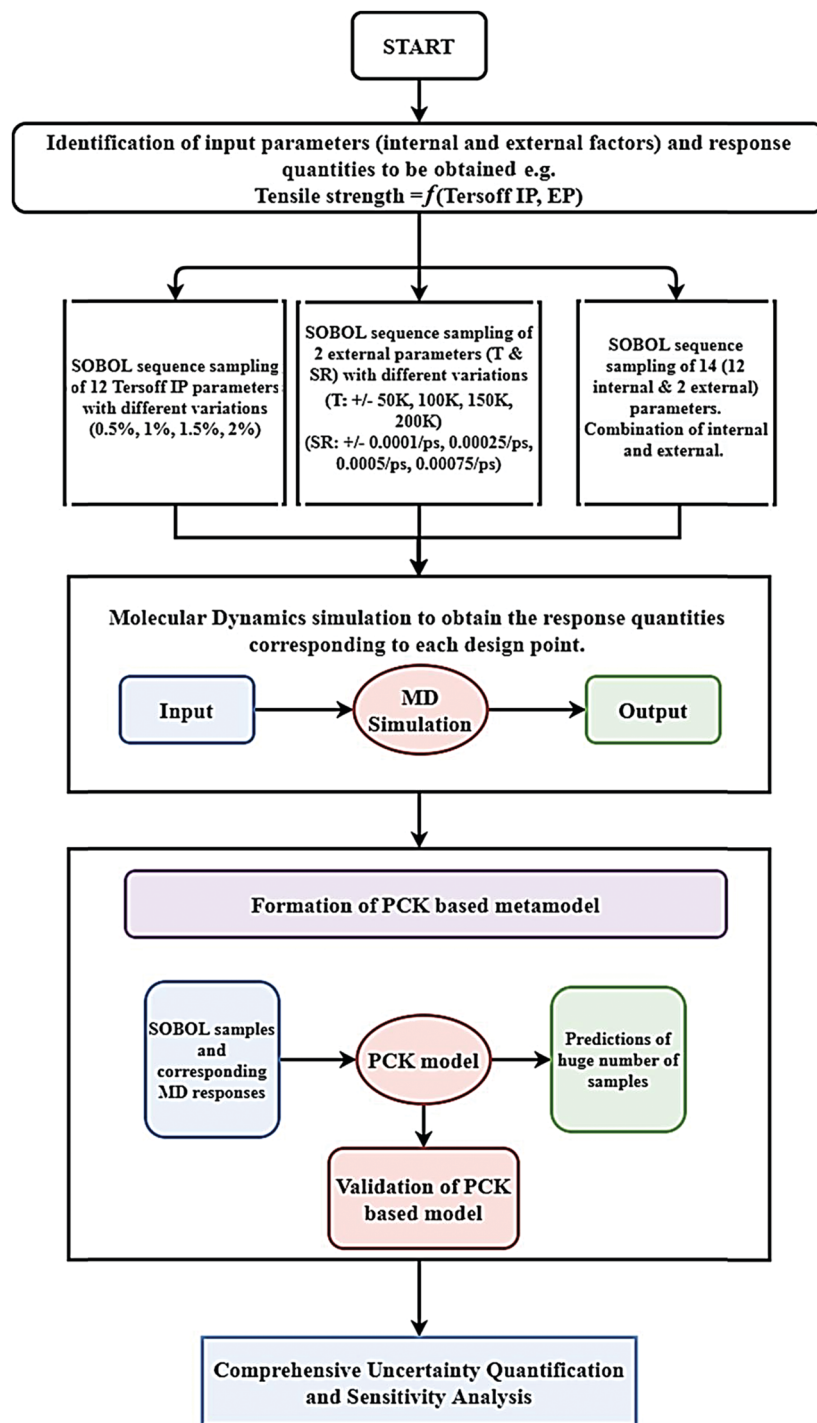 START
Identification of input parameters (internal and external factors) and response
quantities to be obtained e.g.
Tensile strength =f(Tersoff IP, EP)
SOBOL sequence sampling
of 12 Tersoff IP parameters
with different variations
(0.5%, 1%, 1.5%, 2%)
SOBOL sequence sampling of
2 external parameters (T &
SR) with different variations
(T: +/- 50K, 100K, 150K,
200K)
(SR: +/- 0.0001/ps, 0.00025/ps,
0.0005/ps, 0.00075/ps)
SOBOL sequence
sampling of 14 (12
internal & 2 external)
parameters.
Combination of internal
and external.
Molecular Dynamics simulation to obtain the response quantities
corresponding to each design point.
Input
MD
Simulation
Output
Formation of PCK based metamodel
SOBOL samples
and
corresponding
MD responses
PCK model
Predictions of
huge number of
samples
Validation of PCK
based model
Comprehensive Uncertainty Quantification
and Sensitivity Analysis